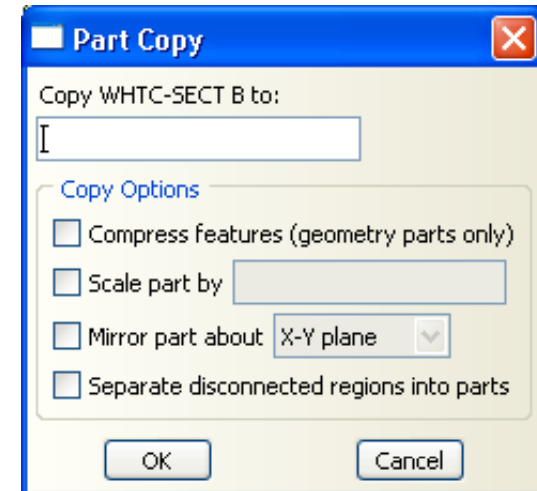 Part Copy
Copy WHTC-SECT B to:
Copy Options
Compress features (geometry parts only)
Scale part by
Mirror part about X-Y plane
Separate disconnected regions into parts
OK Cancel